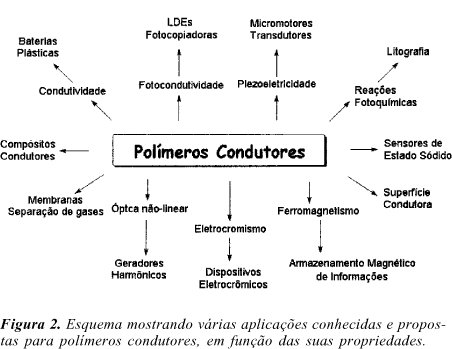 LDEs
Fotocopiadoras
Micromotores
Transdutores
Baterias
Plásticas
Litografia
Condutividade
Fotocondutividade
Piezoeletricidade
Reações
Fotoquímicas
Compósitos
Condutores
Polímeros Condutores
Sensores de
Estado Sódido
Membranas
Separação de gases
Óptca não-linear
Eletrocromismo
Ferromagnetismo
Superfície
Condutora
Geradores
Harmônicos
Dispositivos
Eletrocrômicos
Armazenamento Magnético
de Informações
Figura 2. Esquema mostrando várias aplicações conhecidas e propos-
tas para polímeros condutores, em função das suas propriedades.